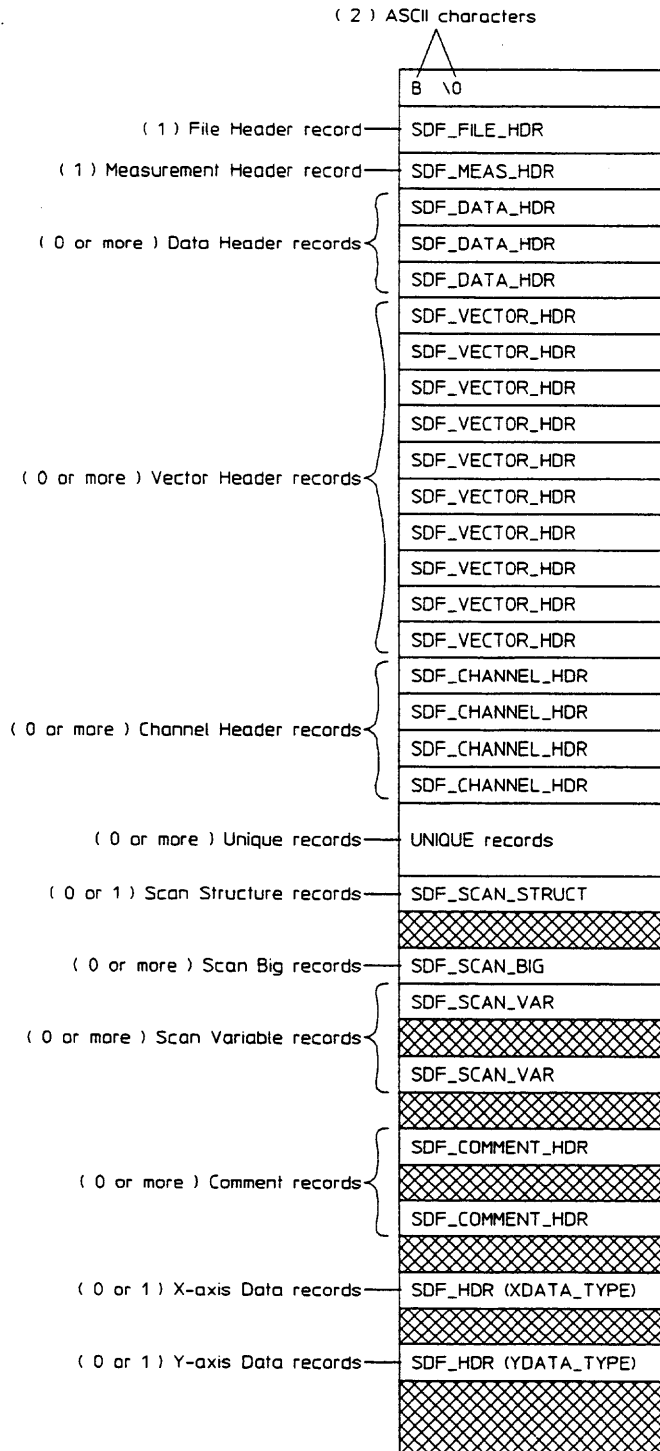 ( 2 ) ASCII characters
B \0
( 1 ) File Header record SDF_FILE_HDR
( 1 ) Measurement Header record SDF_MEAS_HDR
SDF_DATA_HDR
( 0 or more ) Data Header records SDF_DATA_HDR
SDF_DATA_HDR
SDF_VECTOR_HDR
SDF_VECTOR_HDR
SDF_VECTOR_HDR
SDF_VECTOR_HDR
SDF_VECTOR_HDR
( 0 or more ) Vector Header records
SDF_VECTOR_HDR
SDF_VECTOR_HDR
SDF_VECTOR_HDR
SDF_VECTOR_HDR
SDF_VECTOR_HDR
SDF_CHANNEL_HDR
SDF_CHANNEL_HDR
( 0 or more ) Channel Header records
SDF_CHANNEL_HDR
SDF_CHANNEL_HDR
( 0 or more ) Unique records UNIQUE records
( 0 or 1 ) Scan Structure records SDF_SCAN_STRUCT
( 0 or more ) Scan Big records SDF_SCAN_BIG
SDF_SCAN_VAR
( 0 or more ) Scan Variable records
SDF_SCAN_VAR
SDF_COMMENT_HDR
( 0 or more ) Comment records
SDF_COMMENT_HDR
( 0 or 1 ) X-axis Data records SDF_HDR (XDATA_TYPE)
( 0 or 1 ) Y-axis Data records SDF_HDR (YDATA_TYPE)